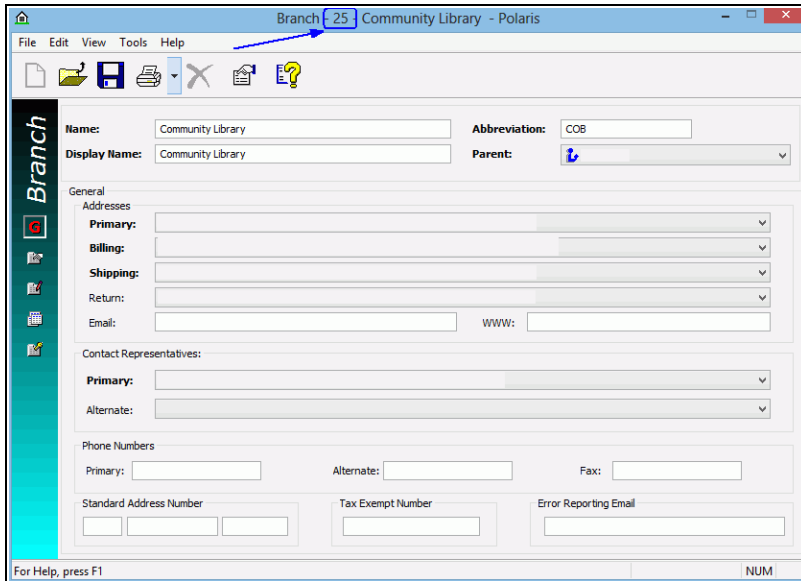 Branch - 25 - Community Library - Polaris
File Edit View Tools Help
Branch
Name: Community Library Abbreviation: COB
Display Name: Community Library Parent:
General
Addresses
Primary:
Billing:
Shipping:
Return:
Email: WWW:
Contact Representatives:
Primary:
Alternate:
Phone Numbers
Primary: Alternate: Fax:
Standard Address Number Tax Exempt Number Error Reporting Email
For Help, press F1 NUM